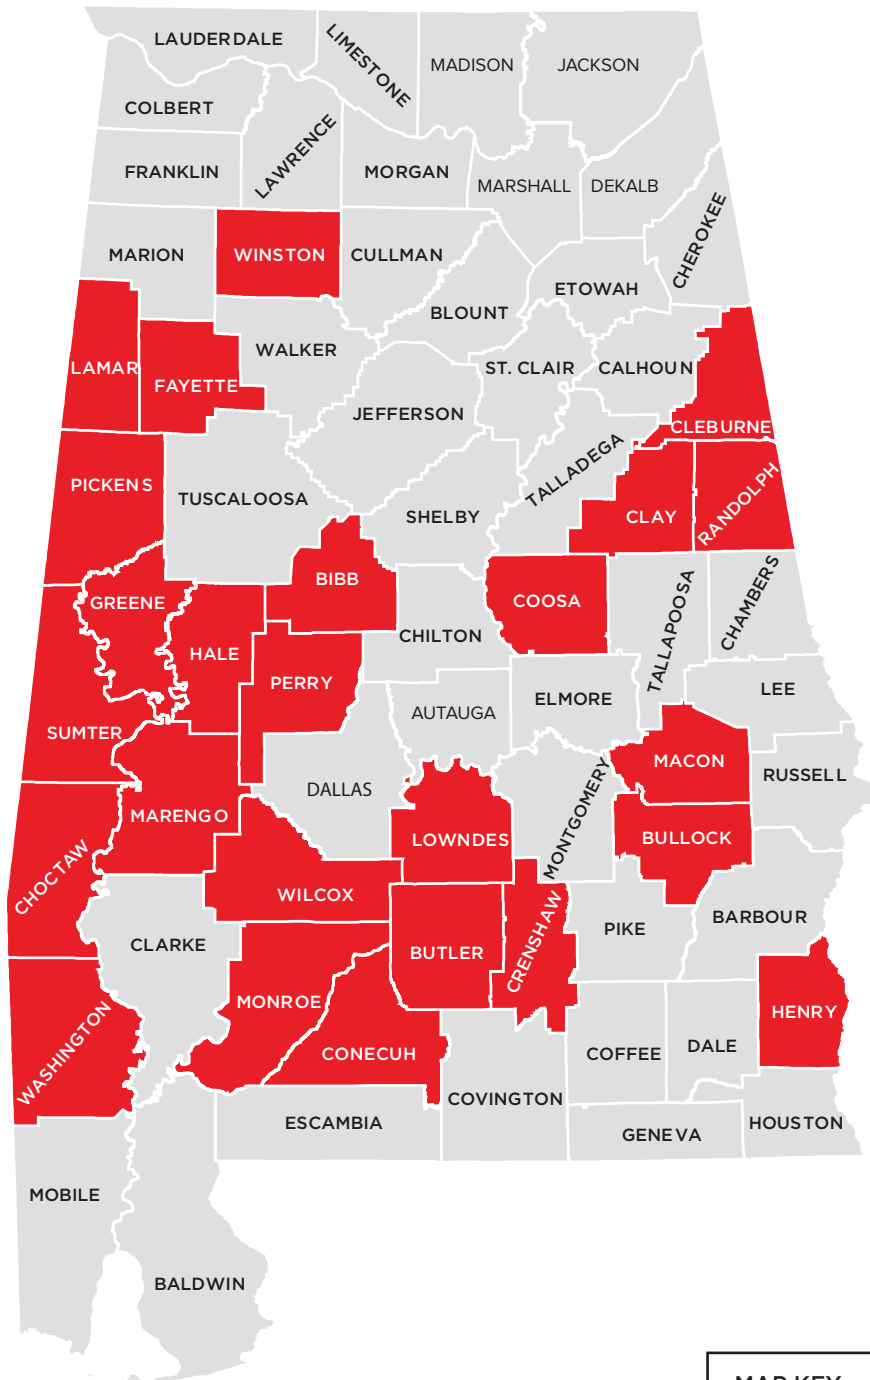 LAUDERDALE
LIMESTONE
MADISON
JACKSON
COLBERT
LAWRENCE
FRANKLIN
MORGAN
MARSHALL
DEKALB
CHEROKEE
MARION
WINSTON
CULLMAN
ETOWAH
BLOUNT
WALKER
ST. CLAIR
CALHOUN
LAMAR
FAYETTE
JEFFERSON
CLEBURNE
TALLADEGA
PICKENS
TUSCALOOSA
SHELBY
CLAY
RANDOLPH
BIBB
COOSA
GREENE
CHILTON
TALLAPOOSA
CHAMBERS
HALE
PERRY
ELMORE
LEE
AUTAUGA
SUMTER
MACON
RUSSELL
DALLAS
MONTGOMERY
MARENGO
LOWNDES
BULLOCK
CHOCTAW
WILCOX
CRENSHAW
PIKE
BARBOUR
CLARKE
BUTLER
MONROE
HENRY
WASHINGTON
CONECUH
COFFEE
DALE
COVINGTON
ESCAMBIA
GENEVA
HOUSTON
MOBILE
BALDWIN
MAP KEY